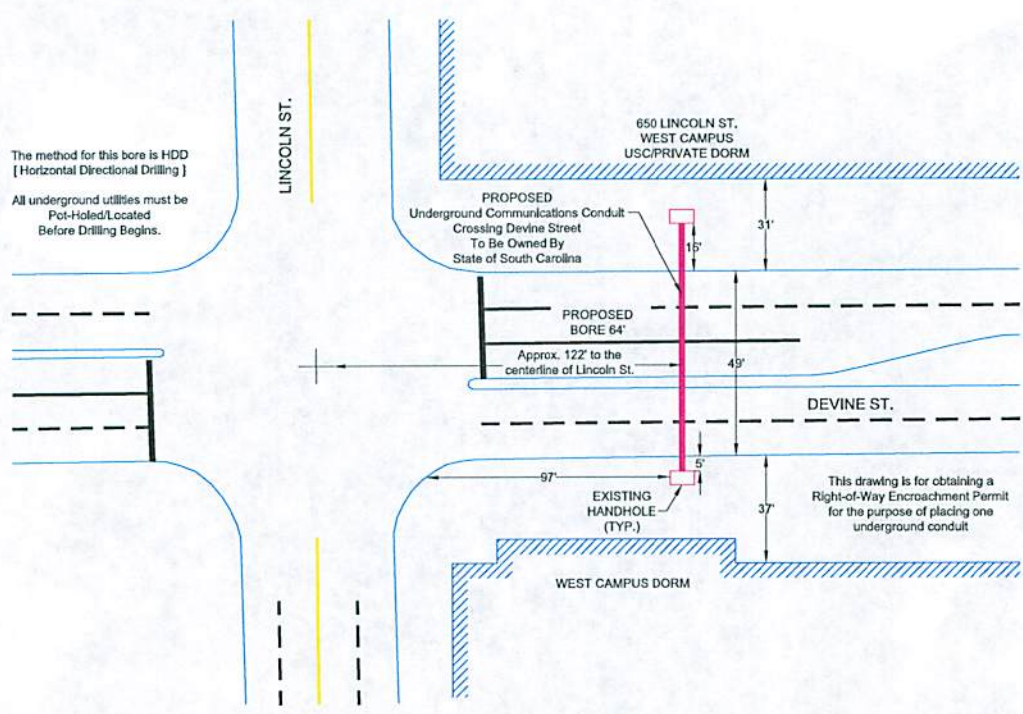 LINCOLN ST.
650 LINCOLN ST.
WEST CAMPUS
USC/PRIVATE DORM
The method for this bore is HDD
[ Horizontal Directional Drilling ]
All underground utilities must be
Pot-Holed/Located
Before Drilling Begins.
PROPOSED
Underground Communications Conduit
Crossing Devine Street
To Be Owned By
State of South Carolina
16'
31'
PROPOSED
BORE 64'
Approx. 122' to the
centerline of Lincoln St.
49'
DEVINE ST.
5'
97'
EXISTING
HANDHOLE
(TYP.)
37'
This drawing is for obtaining a
Right-of-Way Encroachment Permit
for the purpose of placing one
underground conduit
WEST CAMPUS DORM